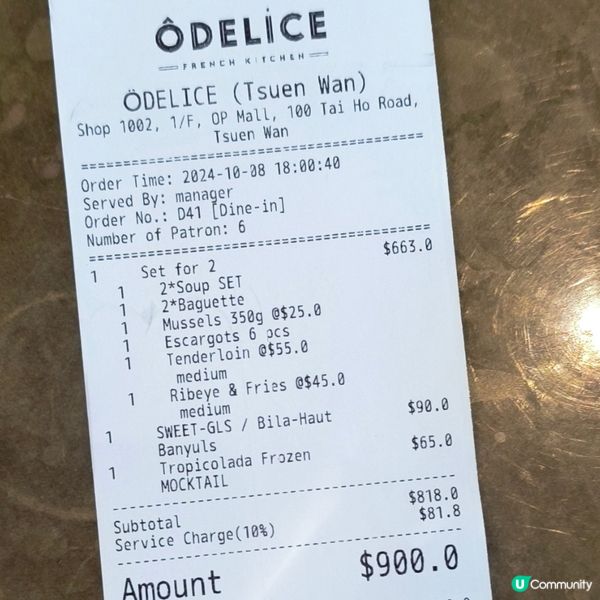 ÔDELİCE
FRENCH KITCHEN
ÖDELICE (Tsuen Wan)
Shop 1002, 1/F, OP Mall, 100 Tai Ho Road,
Tsuen Wan
Order Time: 2024-10-08 18:00:40
Served By: manager
Order No.: D41 [Dine-in]
Number of Patron: 6
1 Set for 2 $663.0
1 2*Soup SET
1 2*Baguette
1 Mussels 350g @$25.0
1 Escargots 6 pcs
1 Tenderloin @$55.0
medium
1 Ribeye & Fries @$45.0
medium
1 SWEET-GLS / Bila-Haut $90.0
Banyuls
1 Tropicolada Frozen $65.0
MOCKTAIL
Subtotal $818.0
Service Charge(10%) $81.8
Amount $900.0
U Community